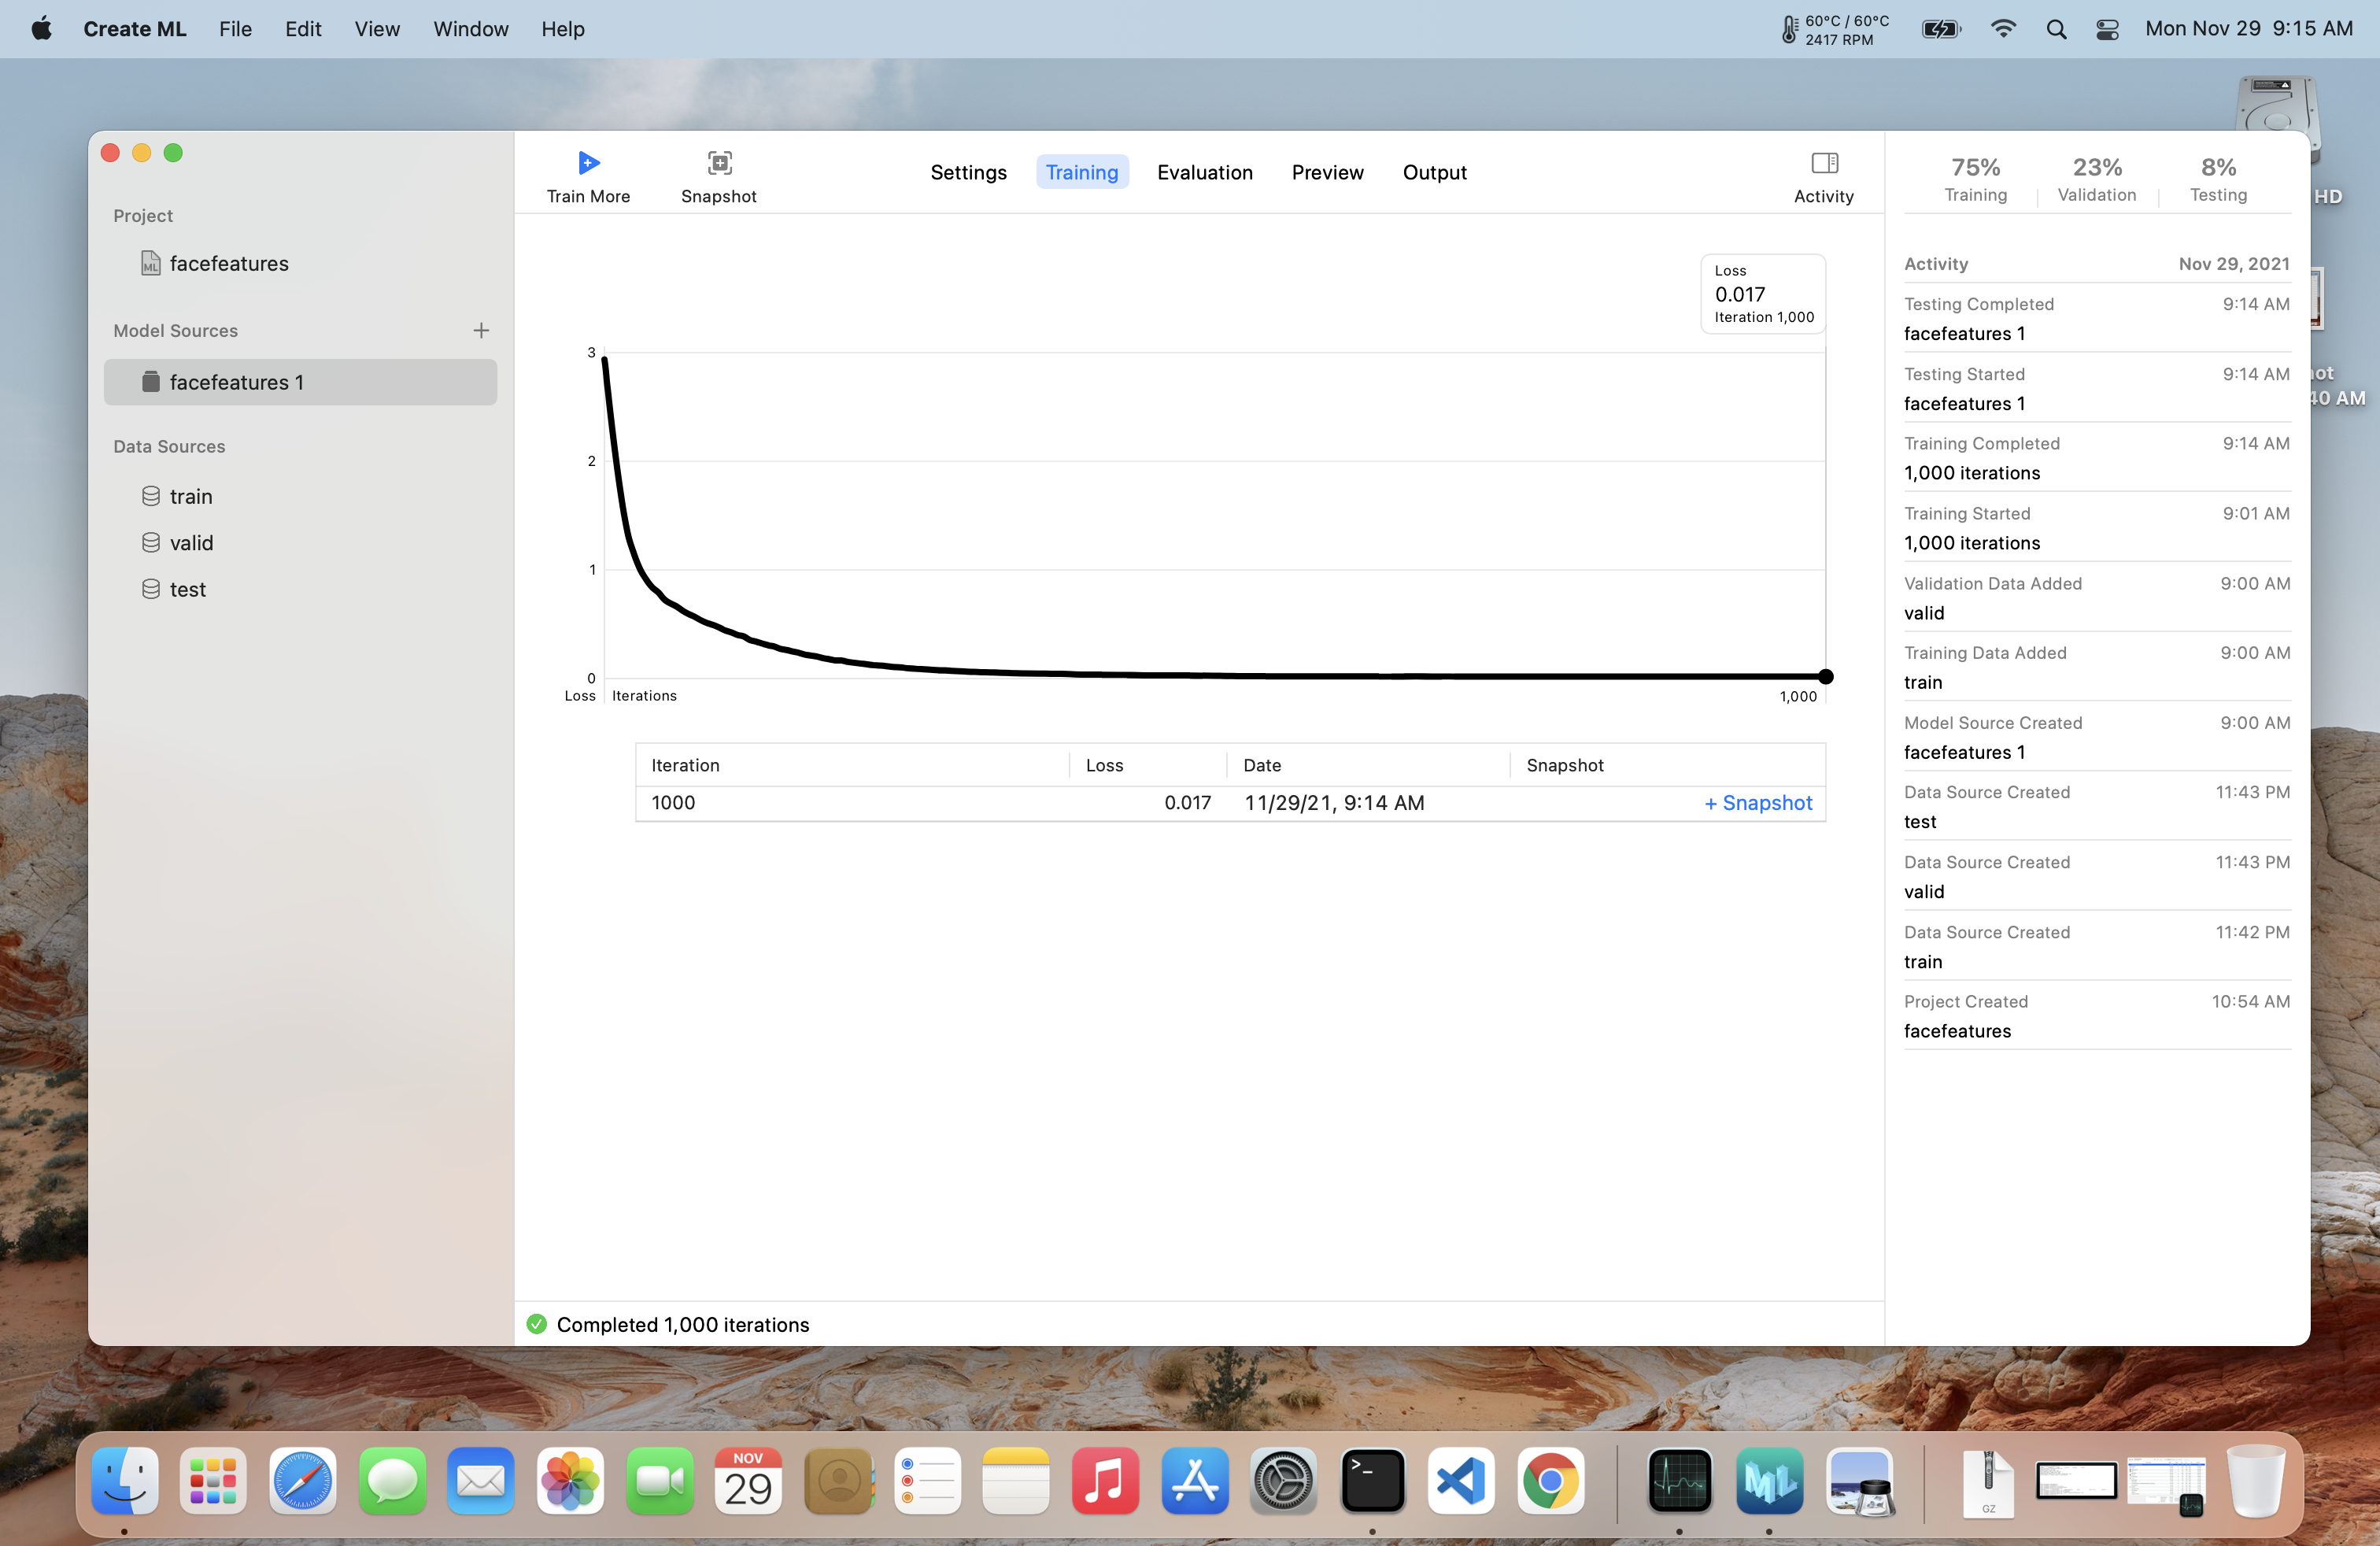 Create ML File Edit View Window Help
60°C / 60°C
2417 RPM
Mon Nov 29 9:15 AM
HD
40 AM
Project
facefeatures
Model Sources
facefeatures 1
Data Sources
train
valid
test
Train More
Snapshot
Settings Training Evaluation Preview Output
Activity
Loss
0.017
Iteration 1,000
3
2
1
0
Loss Iterations 1,000
Iteration Loss Date Snapshot
1000 0.017 11/29/21, 9:14 AM + Snapshot
Completed 1,000 iterations
75% 23% 8%
Training Validation Testing
Activity Nov 29, 2021
Testing Completed 9:14 AM
facefeatures 1
Testing Started 9:14 AM
facefeatures 1
Training Completed 9:14 AM
1,000 iterations
Training Started 9:01 AM
1,000 iterations
Validation Data Added 9:00 AM
valid
Training Data Added 9:00 AM
train
Model Source Created 9:00 AM
facefeatures 1
Data Source Created 11:43 PM
test
Data Source Created 11:43 PM
valid
Data Source Created 11:42 PM
train
Project Created 10:54 AM
facefeatures
NOV
29
>_
ML
GZ